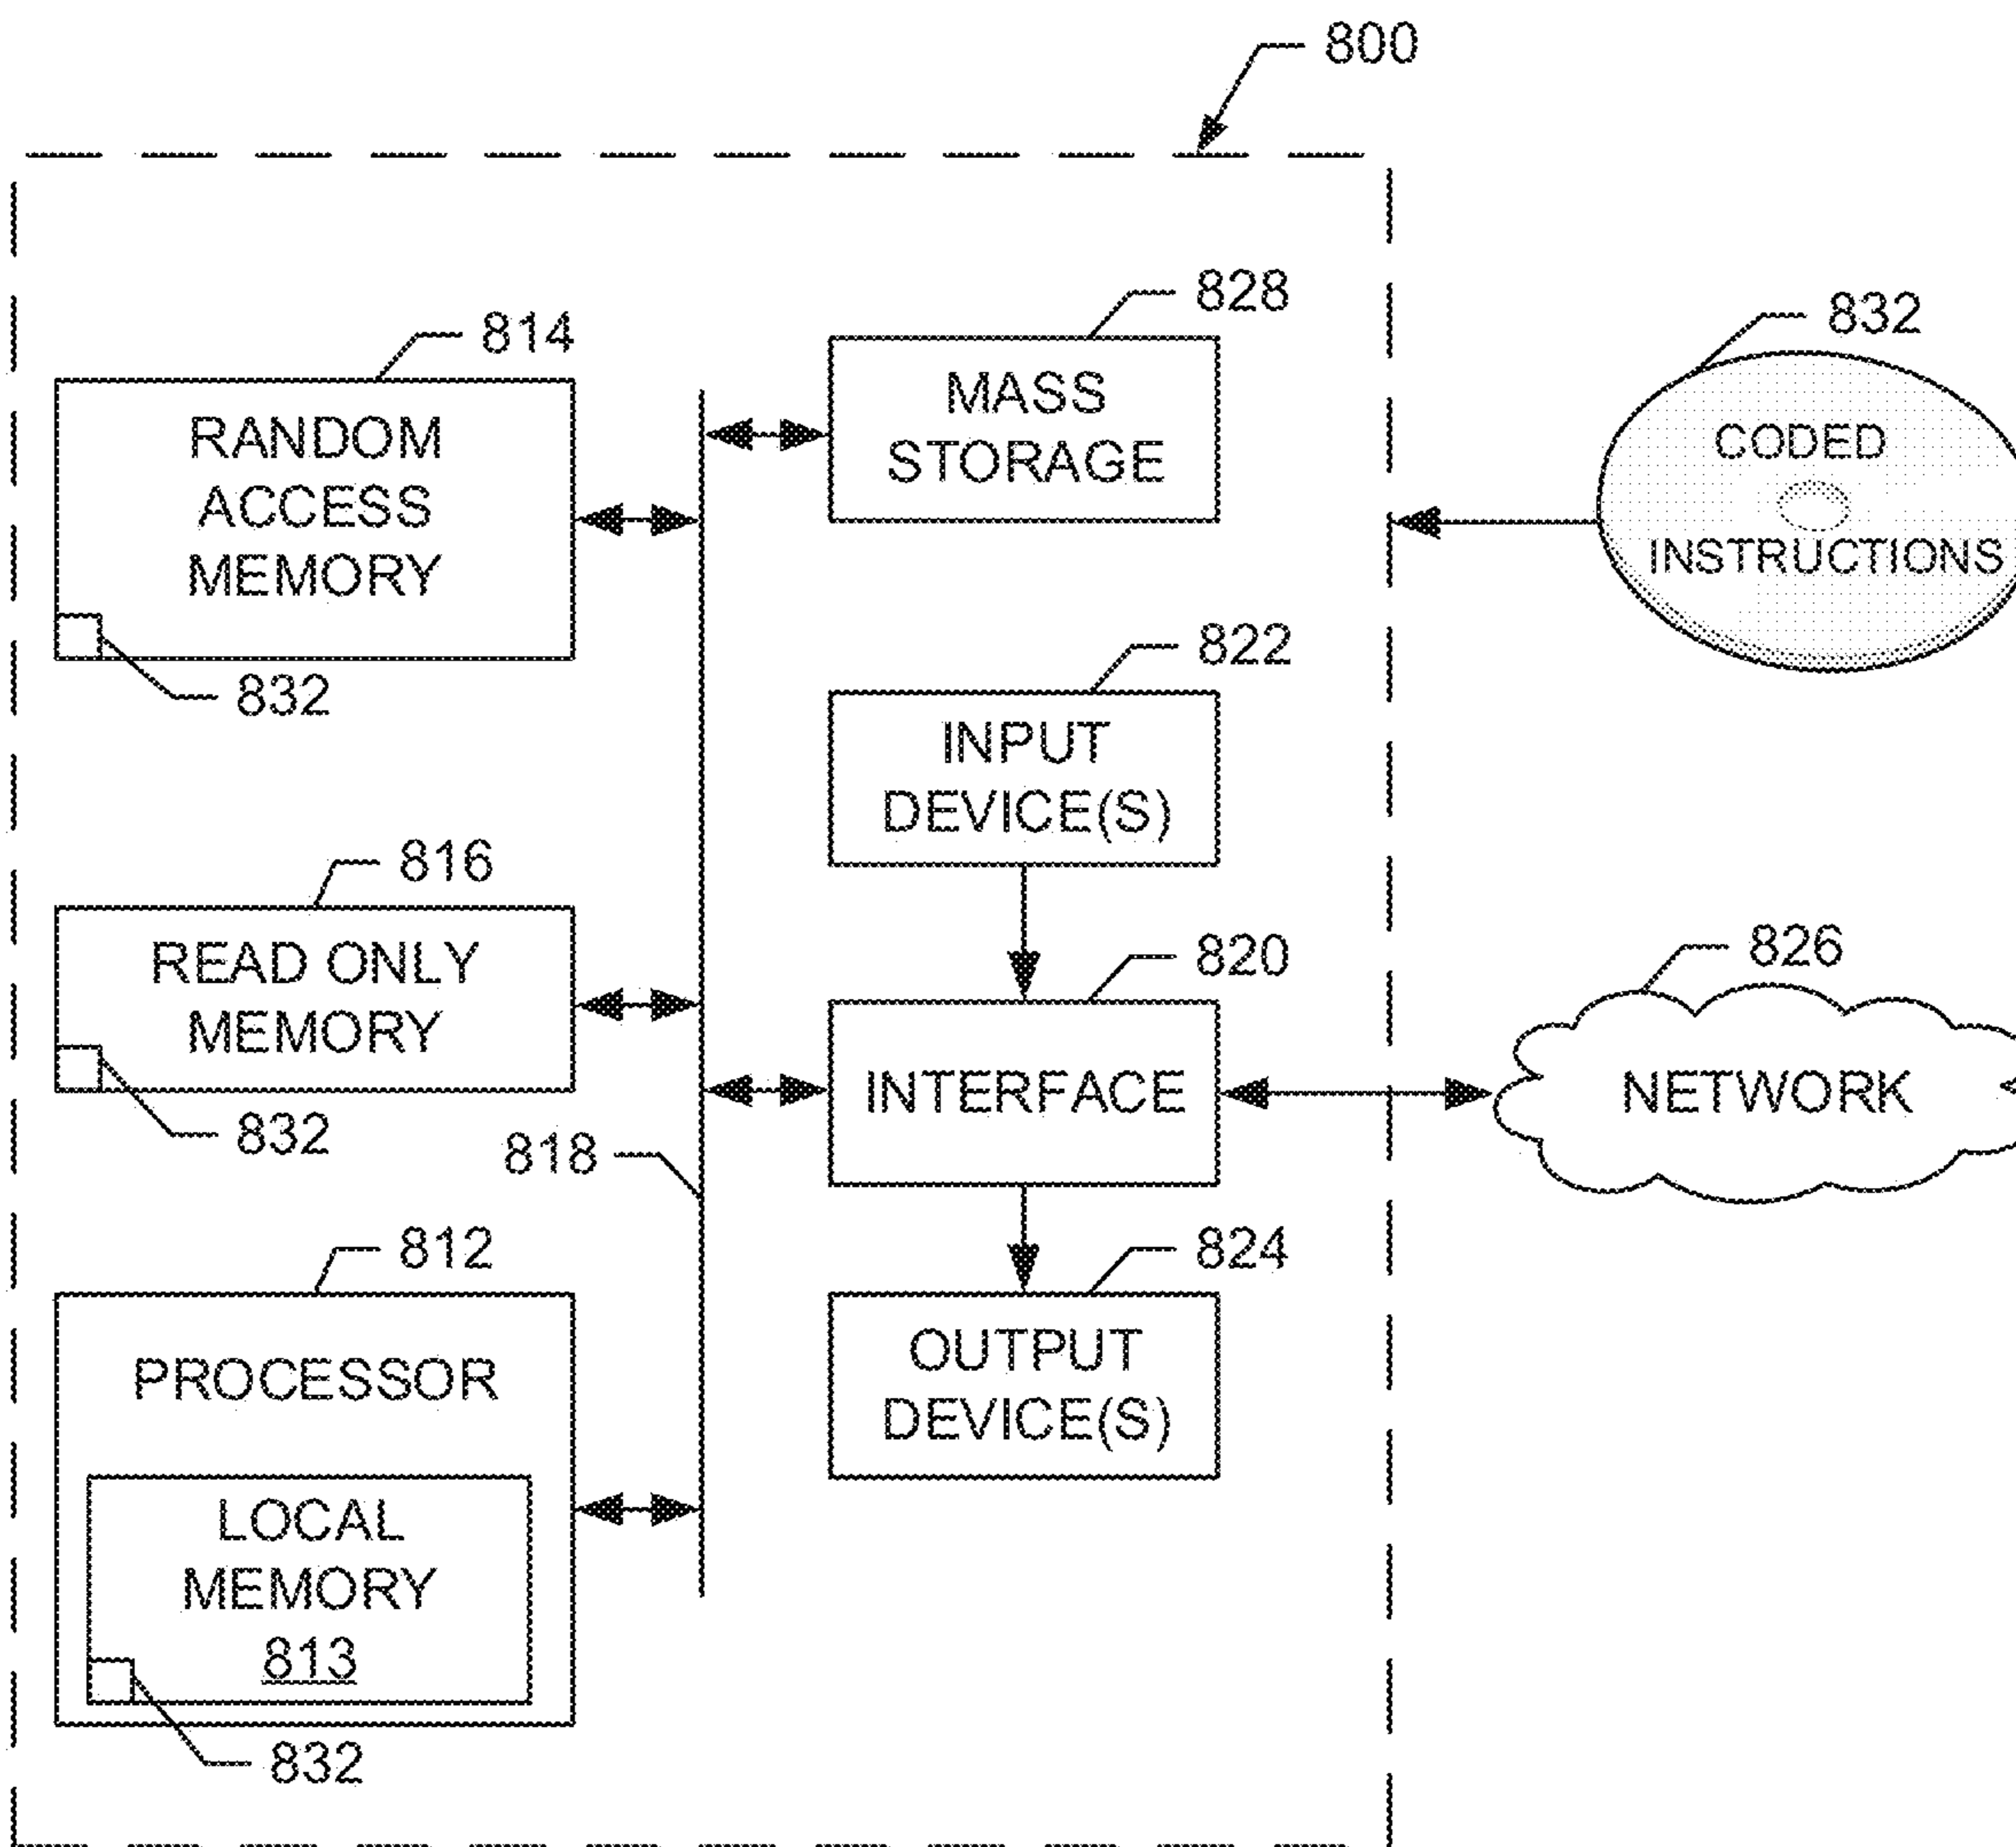 800
828
MASS
STORAGE
814
RANDOM
ACCESS
MEMORY
832
832
CODED
INSTRUCTIONS
822
INPUT
DEVICE(S)
816
READ ONLY
MEMORY
832
820
INTERFACE
826
NETWORK
818
812
PROCESSOR
LOCAL
MEMORY
813
832
824
OUTPUT
DEVICE(S)